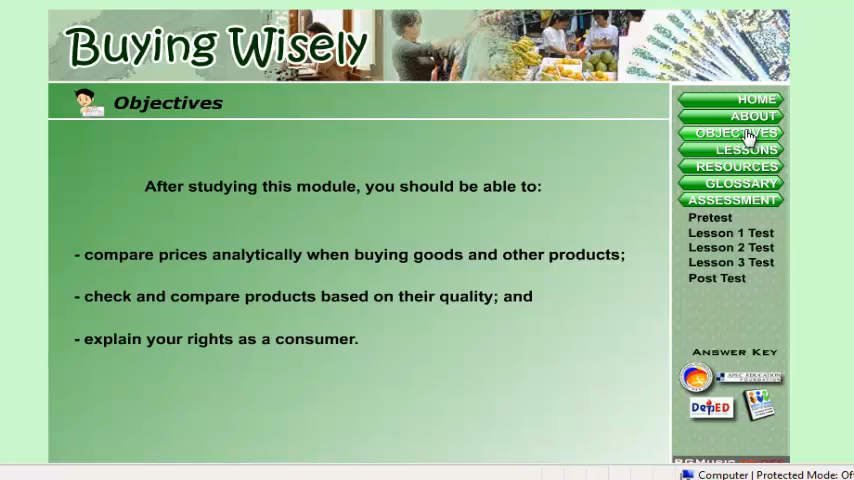 Buying Wisely
Objectives
After studying this module, you should be able to:
- compare prices analytically when buying goods and other products;
- check and compare products based on their quality; and
- explain your rights as a consumer.
HOME
ABOUT
OBJECTIVES
LESSONS
RESOURCES
GLOSSARY
ASSESSMENT
Pretest
Lesson 1 Test
Lesson 2 Test
Lesson 3 Test
Post Test
ANSWER KEY
APEC EDUCATION
FOUNDATION
DepED
Computer | Protected Mode: Of